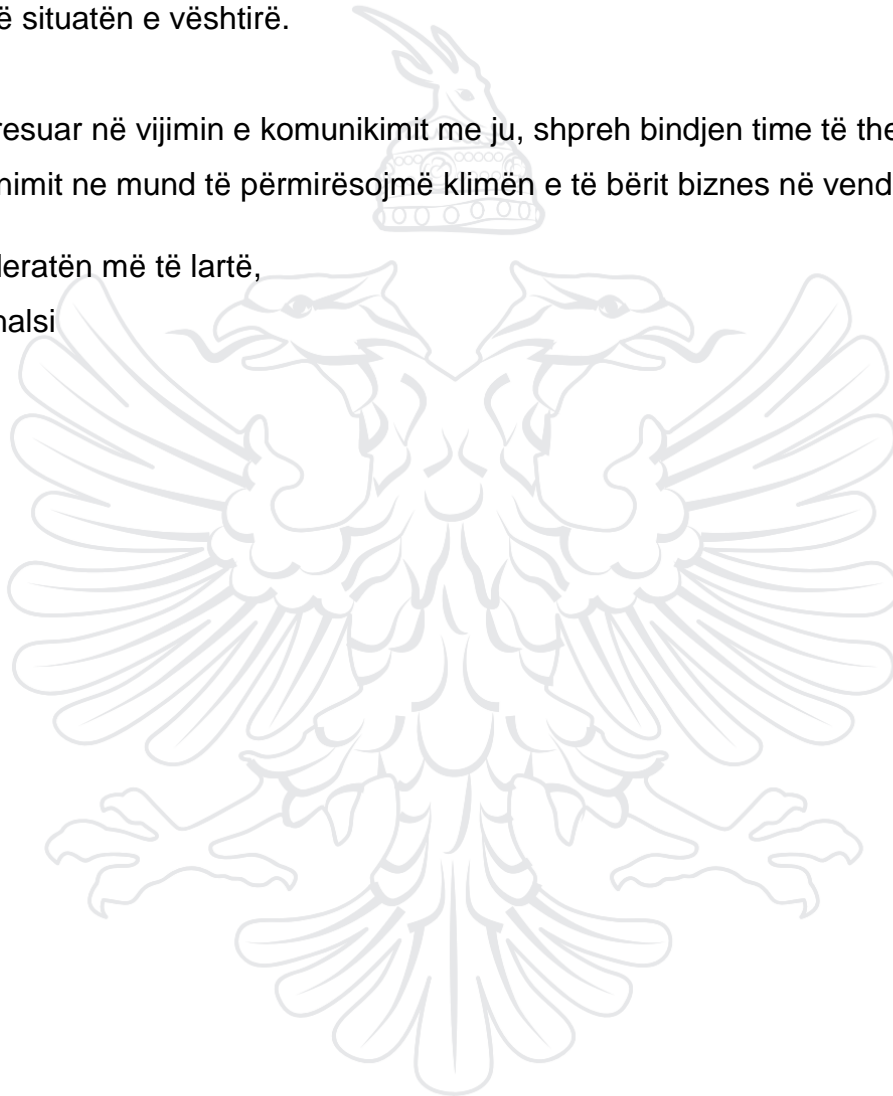 ë situatën e vështirë.
resuar në vijimin e komunikimit me ju, shpreh bindjen time të the
nimit ne mund të përmirësojmë klimën e të bërit biznes në vend
leratën më të lartë,
nalsi